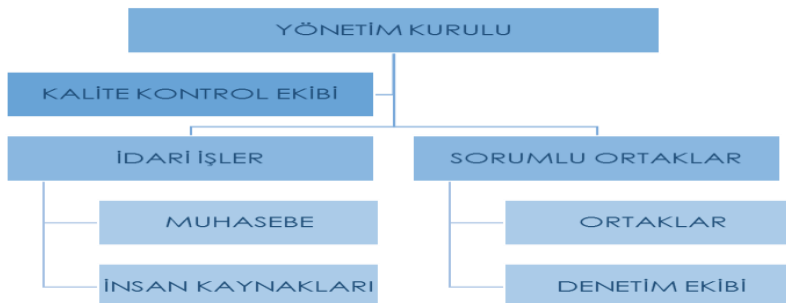 YÖNETİM KURULU
KALİTE KONTROL EKİBİ
İDARİ İŞLER
SORUMLU ORTAKLAR
MUHASEBE
ORTAKLAR
İNSAN KAYNAKLARI
DENETİM EKİBİ